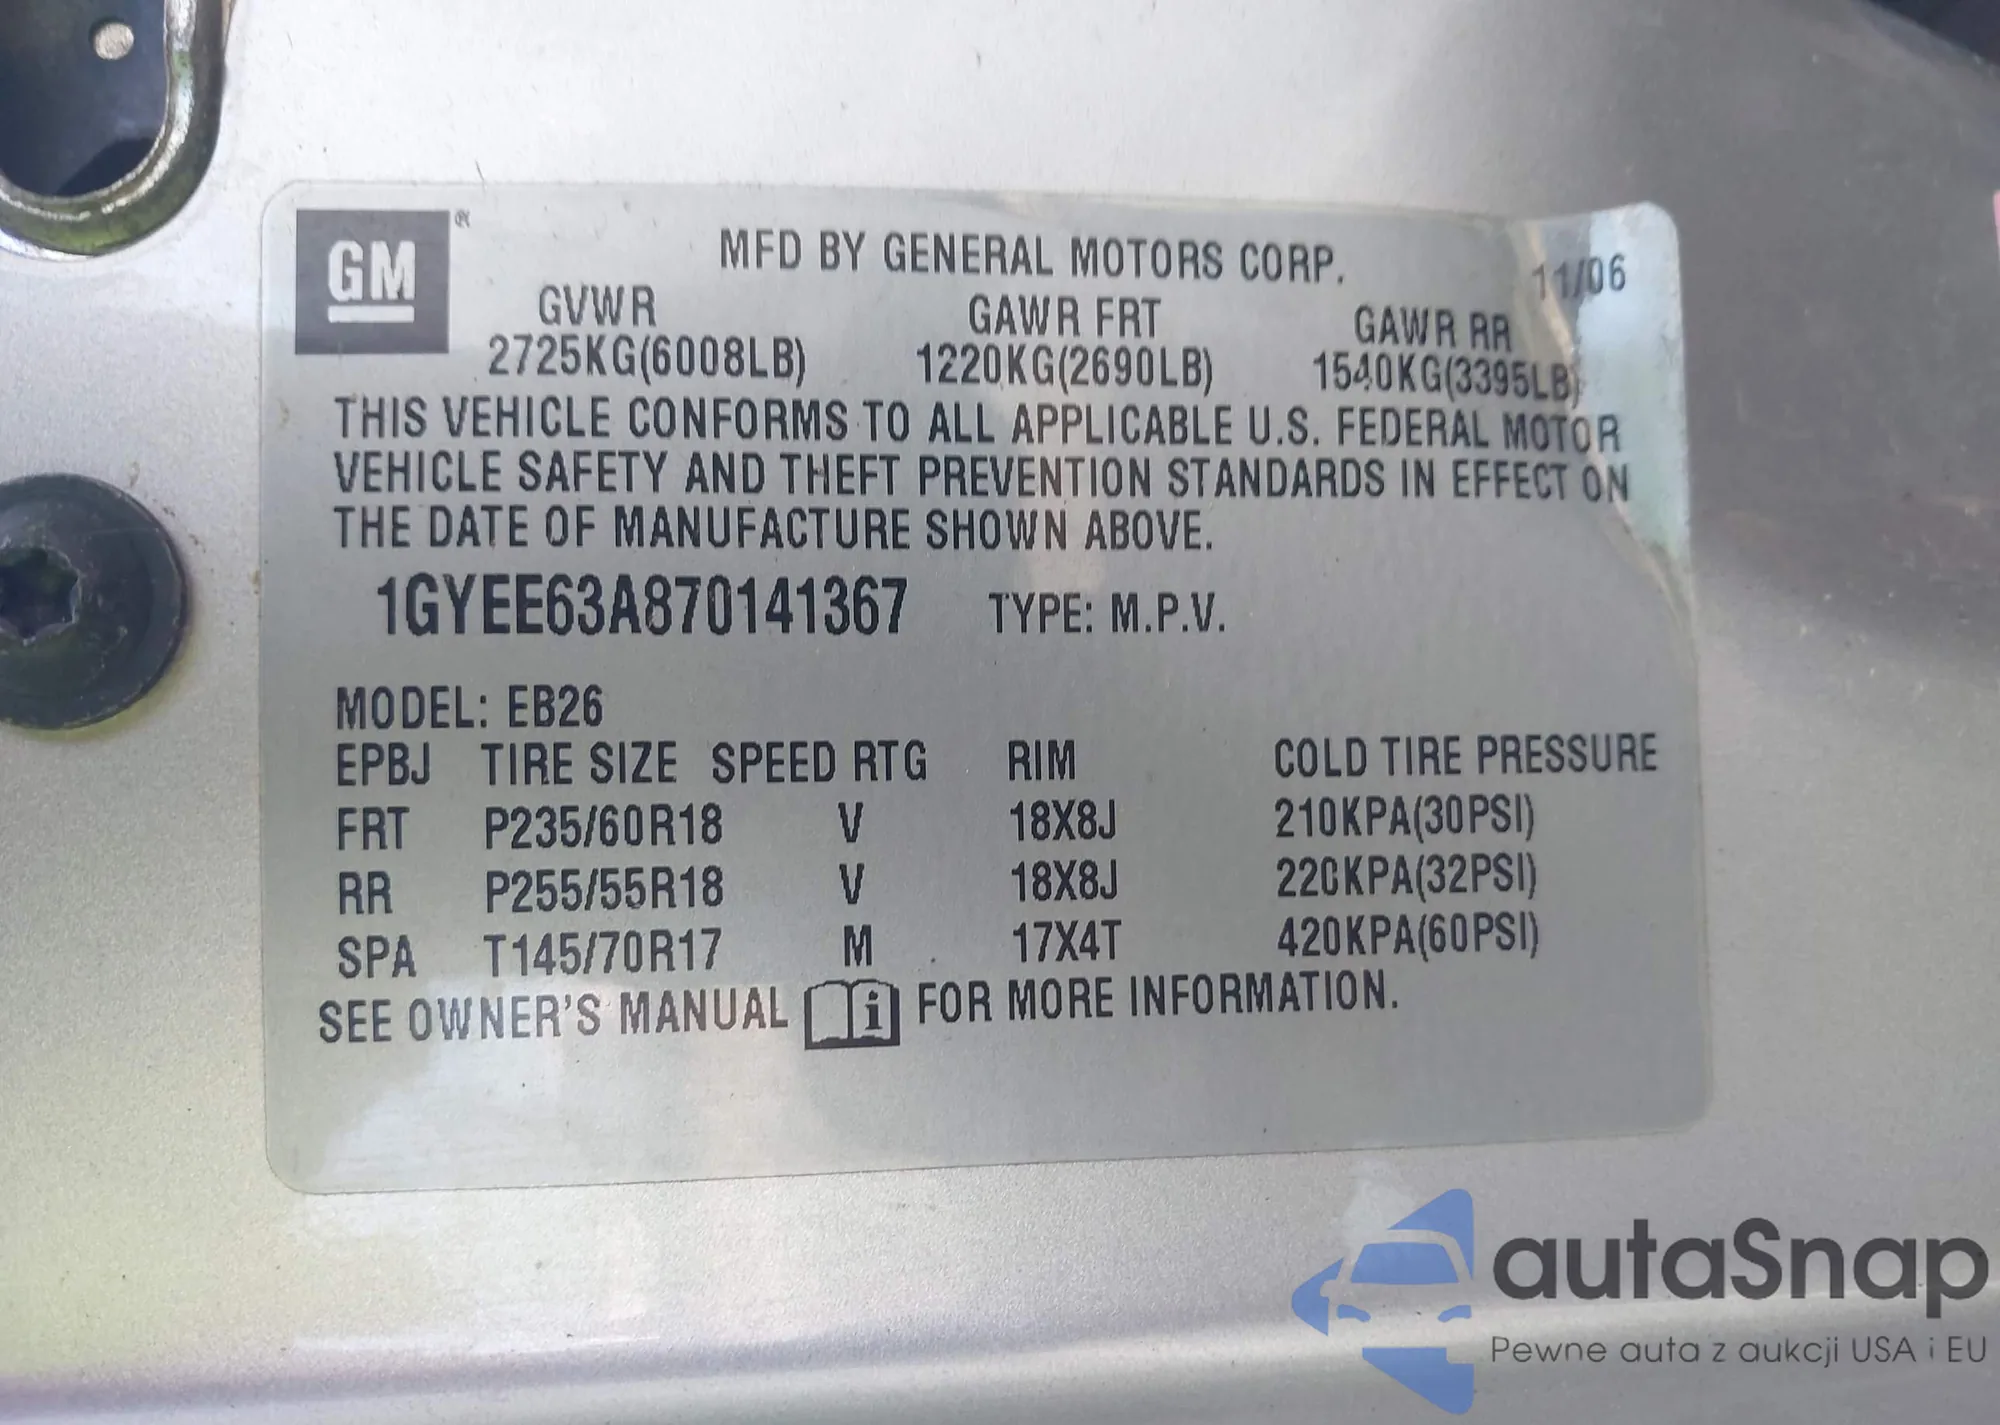 GM ®
MFD BY GENERAL MOTORS CORP. 11/06
GVWR GAWR FRT GAWR RR
2725KG(6008LB) 1220KG(2690LB) 1540KG(3395LB)
THIS VEHICLE CONFORMS TO ALL APPLICABLE U.S. FEDERAL MOTOR
VEHICLE SAFETY AND THEFT PREVENTION STANDARDS IN EFFECT ON
THE DATE OF MANUFACTURE SHOWN ABOVE.
1GYEE63A870141367 TYPE: M.P.V.
MODEL: EB26
EPBJ TIRE SIZE SPEED RTG RIM COLD TIRE PRESSURE
FRT P235/60R18 V 18X8J 210KPA(30PSI)
RR P255/55R18 V 18X8J 220KPA(32PSI)
SPA T145/70R17 M 17X4T 420KPA(60PSI)
SEE OWNER'S MANUAL i FOR MORE INFORMATION.
autaSnap
Pewne auta z aukcji USA i EU